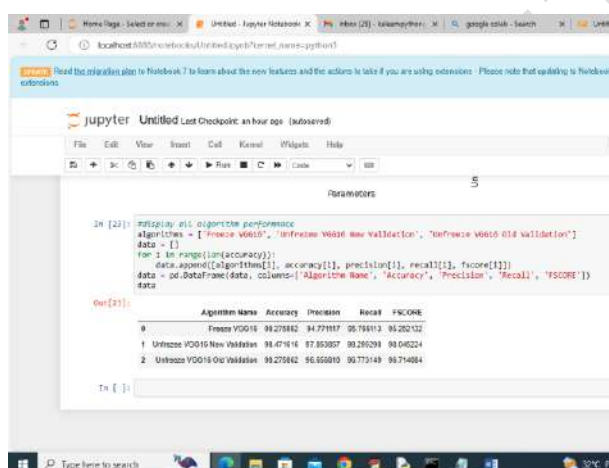 Home Page - Select or
Untitled - Jupyter Notebook
Inbox (25) -
google colab - Search
localhost:8888/notebooks/Untitled.ipynb?kernel_name=python3
UPDATE Read the migration plan to Notebook 7 to learn about the new features and the actions to take if you are using extensions - Please note that updating to Notebook
extensions.
jupyter Untitled Last Checkpoint: an hour ago (autosaved)
File Edit View Insert Cell Kernel Widgets Help
Run Code
Parameters
In [23]: #display all algorithm performnace
algorithms = ["Freeze VGG16", "Unfreeze VGG16 New Validation", "Unfreeze VGG16 Old Validation"]
data = []
for i in range(len(accuracy)):
data.append([algorithms[i], accuracy[i], precision[i], recall[i], fscore[i]])
data = pd.DataFrame(data, columns=['Algorithm Name', 'Accuracy', 'Precision', 'Recall', 'FSCORE'])
data
Out[23]:
Algorithm Name Accuracy Precision Recall FSCORE
0 Freeze VGG16
1 Unfreeze VGG16 New Validation 98.471616
2 Unfreeze VGG16 Old Validation
In [ ]:
Type here to search
32°C